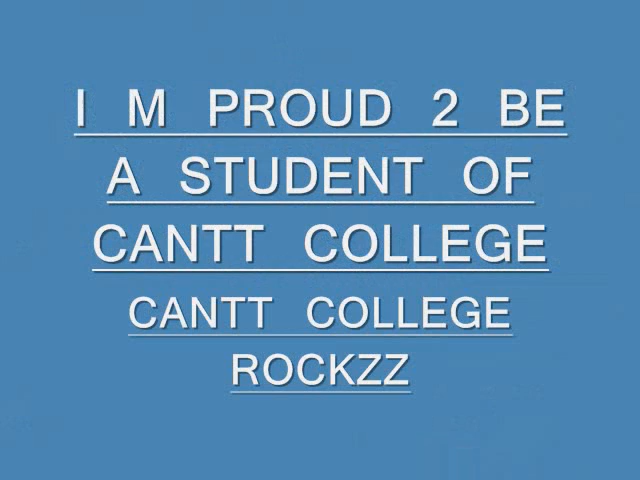 I M PROUD 2 BE
A STUDENT OF
CANTT COLLEGE
CANTT COLLEGE
ROCKZZ